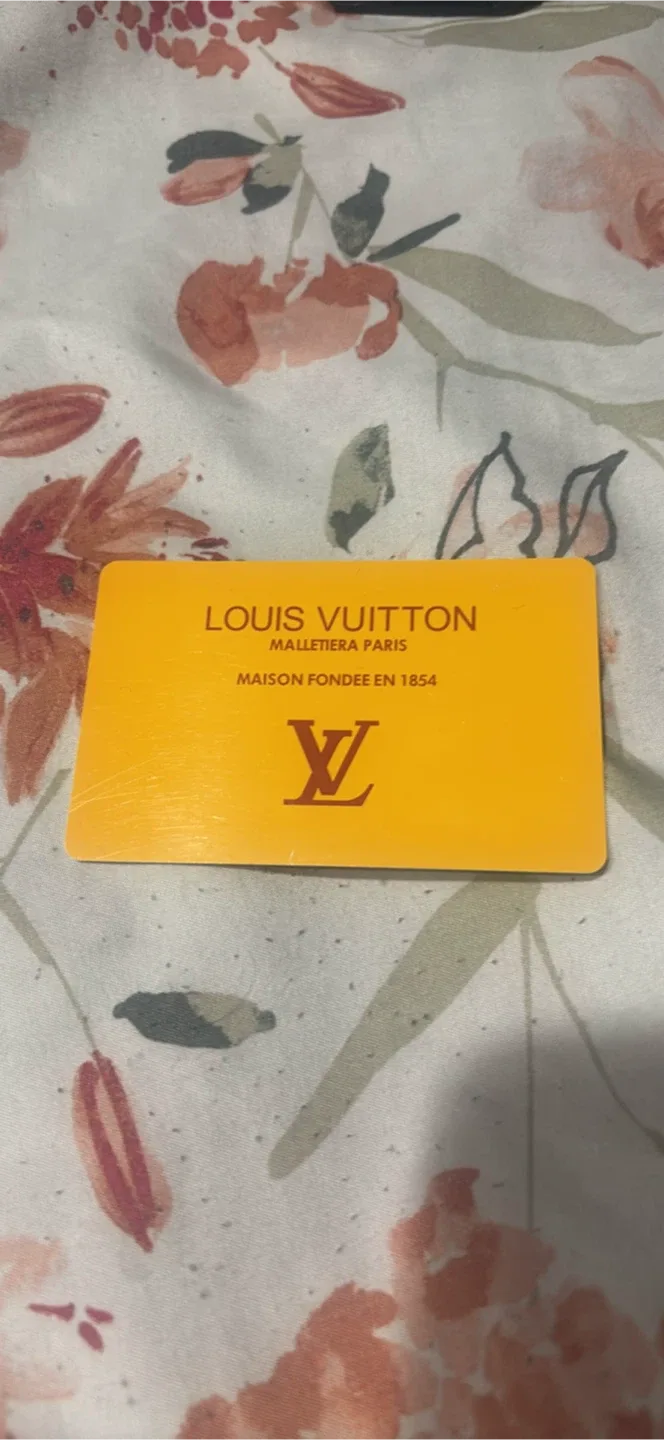 LOUIS VUITTON
MALLETIERA PARIS
MAISON FONDEE EN 1854
LV